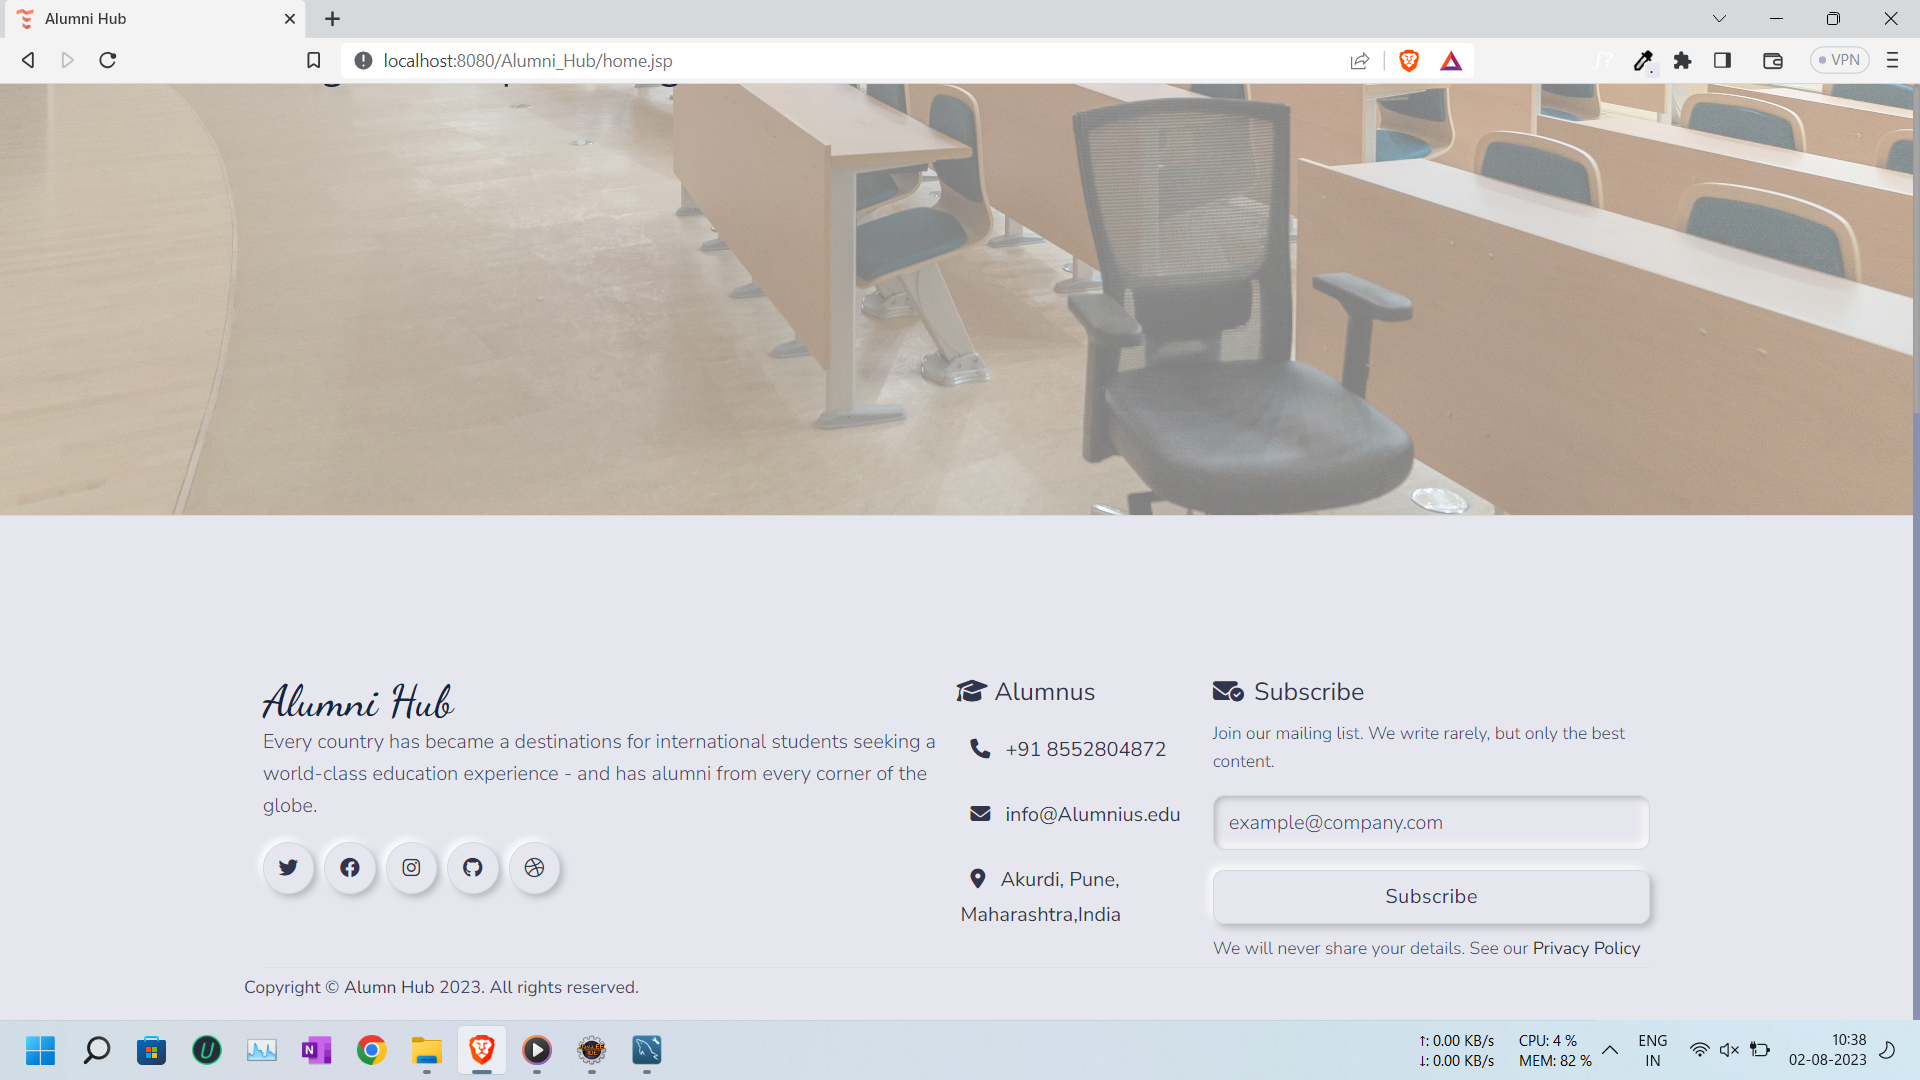 Alumni Hub
localhost:8080/Alumni_Hub/home.jsp
VPN
Alumni Hub
Every country has became a destinations for international students seeking a
world-class education experience - and has alumni from every corner of the
globe.
Alumnus
+91 8552804872
info@Alumnius.edu
Akurdi, Pune,
Maharashtra,India
Subscribe
Join our mailing list. We write rarely, but only the best
content.
example@company.com
Subscribe
We will never share your details. See our Privacy Policy
Copyright © Alumn Hub 2023. All rights reserved.
↑: 0.00 KB/s
↓: 0.00 KB/s
CPU: 4 %
MEM: 82 %
ENG
IN
10:38
02-08-2023